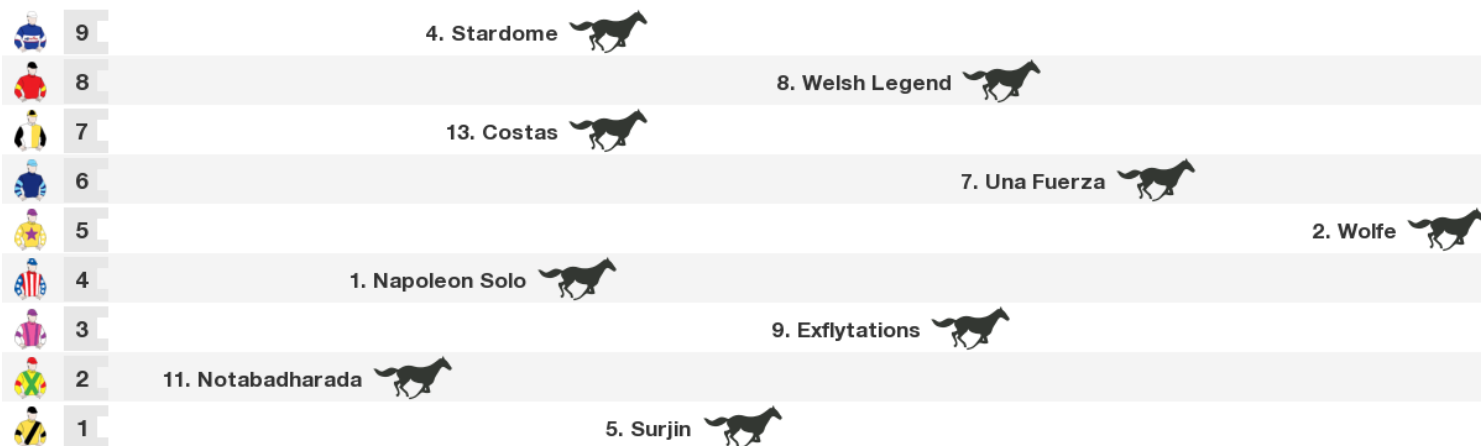 9 4. Stardome
8 8. Welsh Legend
7 13. Costas
6 7. Una Fuerza
5 2. Wolfe
4 1. Napoleon Solo
3 9. Exflytations
2 11. Notabadharada
1 5. Surjin